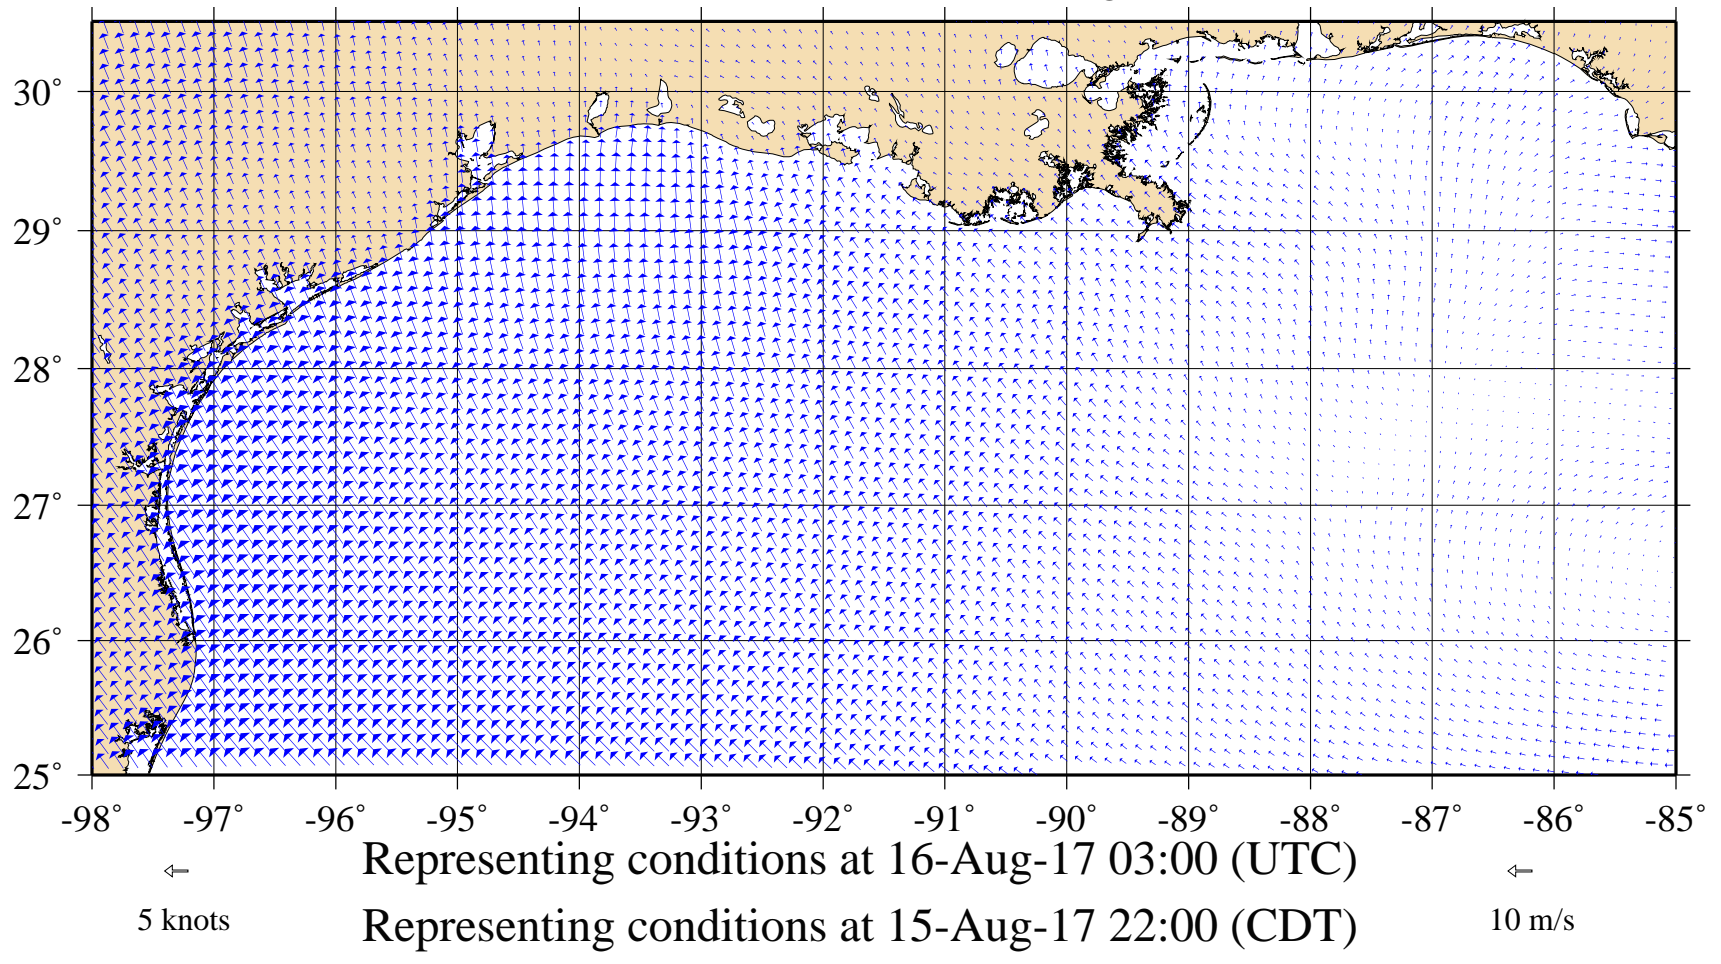 30°
29°
28°
27°
26°
25°
-98° -97° -96° -95° -94° -93° -92° -91° -90° -89° -88° -87° -86° -85°
Representing conditions at 16-Aug-17 03:00 (UTC)
5 knots
10 m/s
Representing conditions at 15-Aug-17 22:00 (CDT)